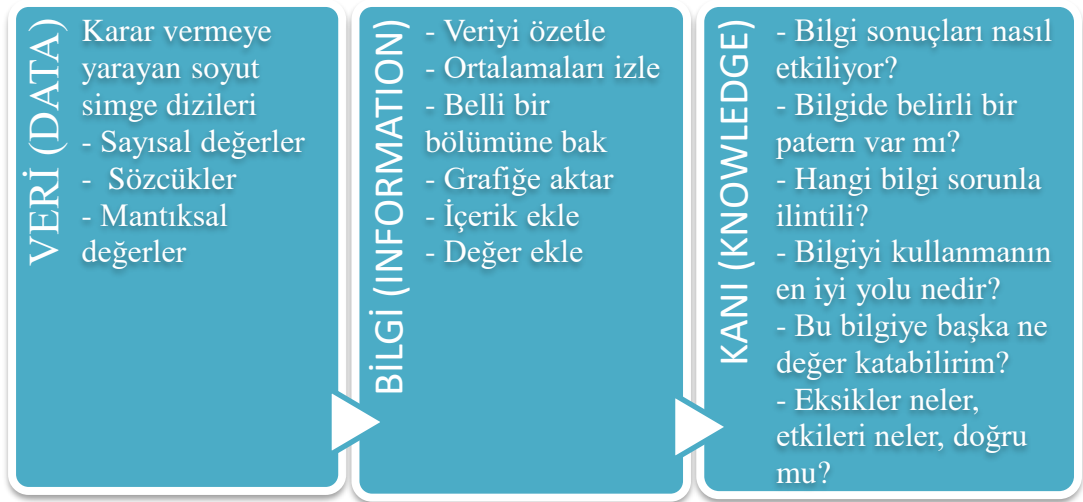 VERİ (DATA)
Karar vermeye
yarayan soyut
simge dizileri
- Sayısal değerler
- Sözcükler
- Mantıksal
değerler
BİLGİ (INFORMATION)
- Veriyi özetle
- Ortalamaları izle
- Belli bir
bölümüne bak
- Grafiğe aktar
- İçerik ekle
- Değer ekle
KANI (KNOWLEDGE)
- Bilgi sonuçları nasıl
etkiliyor?
- Bilgide belirli bir
patern var mı?
- Hangi bilgi sorunla
ilintili?
- Bilgiyi kullanmanın
en iyi yolu nedir?
- Bu bilgiye başka ne
değer katabilirim?
- Eksikler neler,
etkileri neler, doğru
mu?